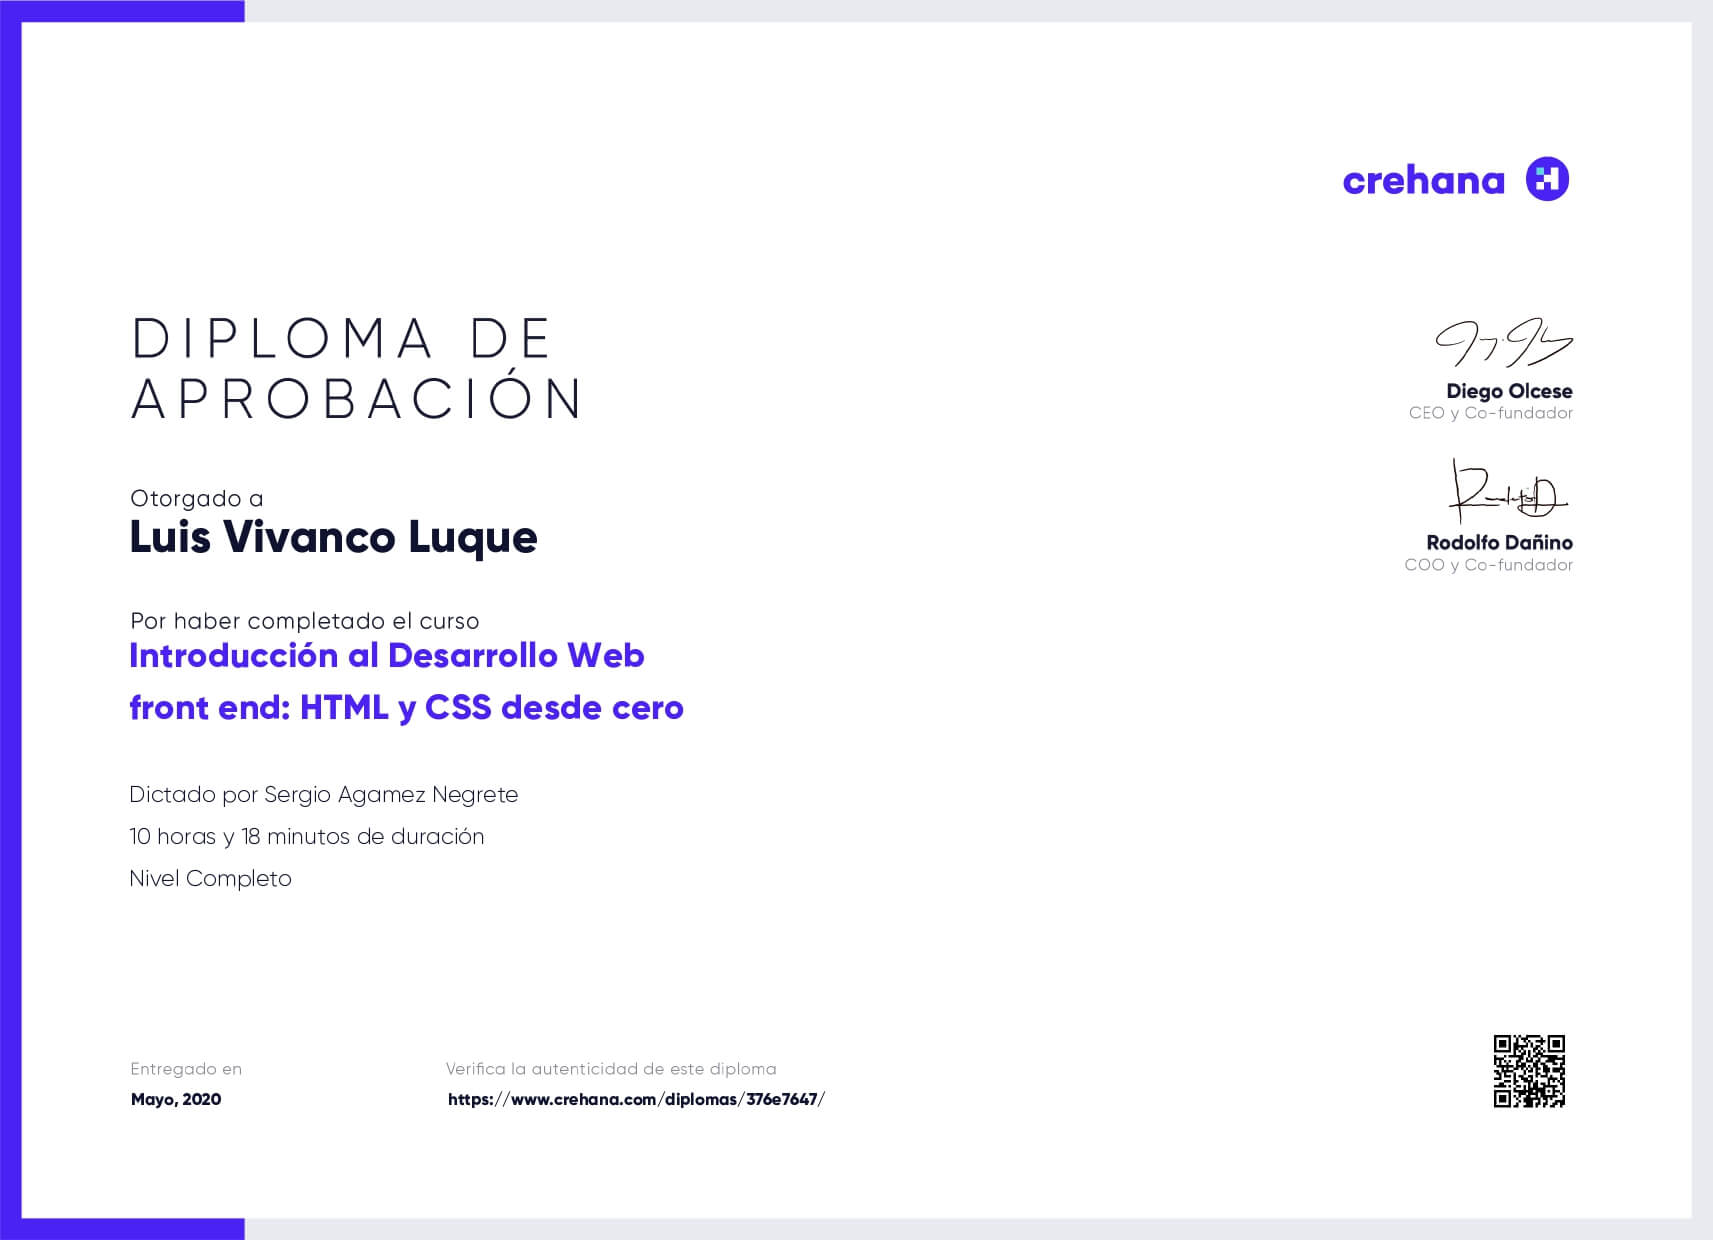 crehana
DIPLOMA DE
APROBACIÓN
Otorgado a
Luis Vivanco Luque
Por haber completado el curso
Introducción al Desarrollo Web
front end: HTML y CSS desde cero
Dictado por Sergio Agamez Negrete
10 horas y 18 minutos de duración
Nivel Completo
Diego Olcese
CEO y Co-fundador
Rodolfo Dañino
COO y Co-fundador
Entregado en
Mayo, 2020
Verifica la autenticidad de este diploma
https://www.crehana.com/diplomas/376e7647/